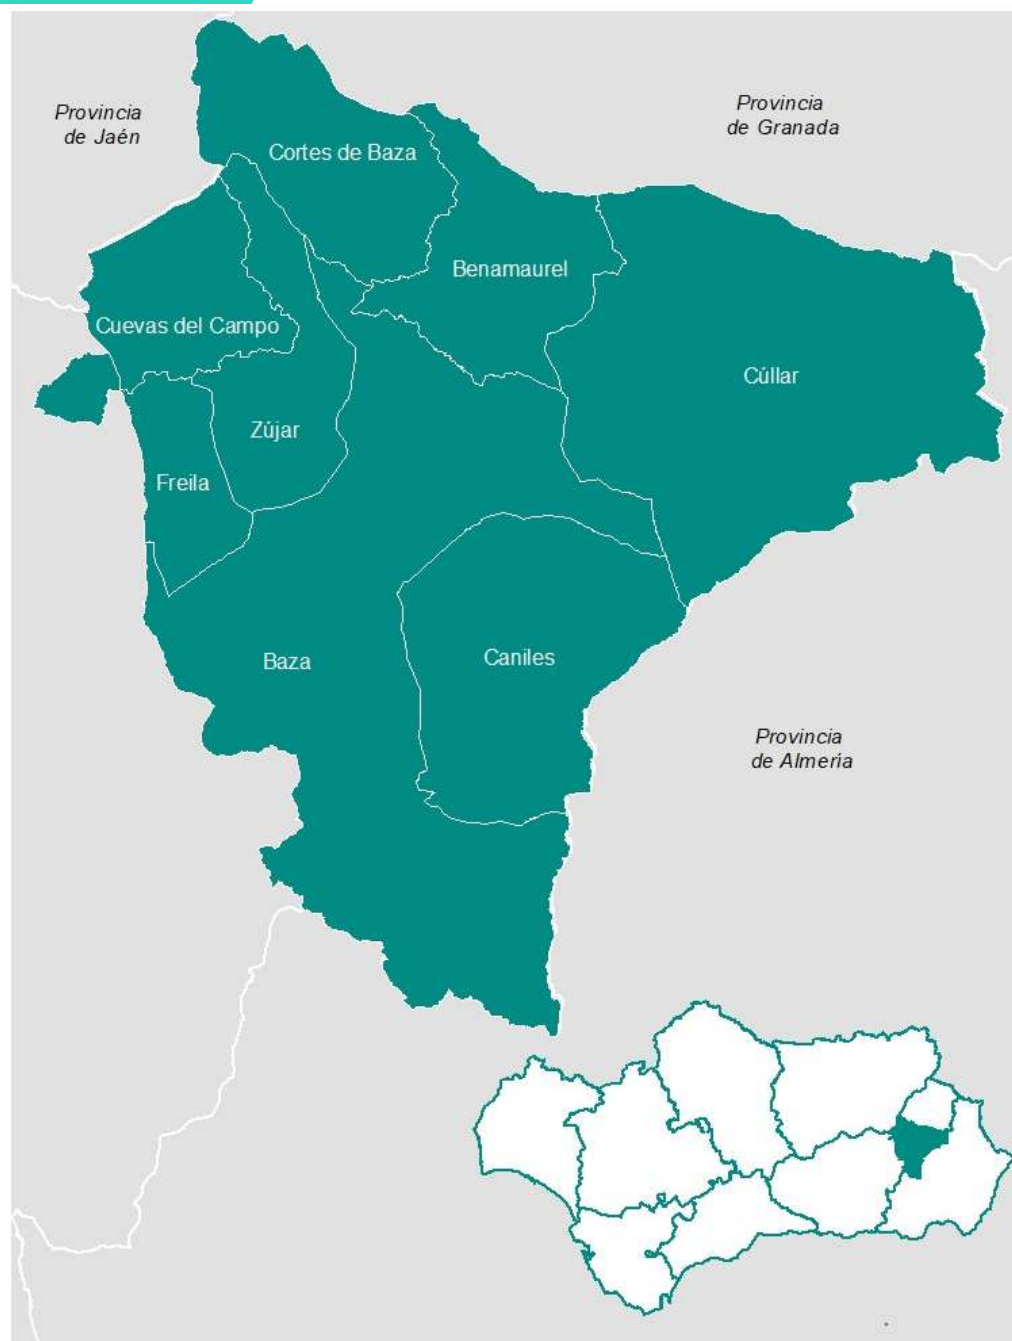 Provincia
de Jaén
Provincia
de Granada
Cortes de Baza
Benamaurel
Cuevas del Campo
Cúllar
Zújar
Freila
Baza
Caniles
Provincia
de Almería